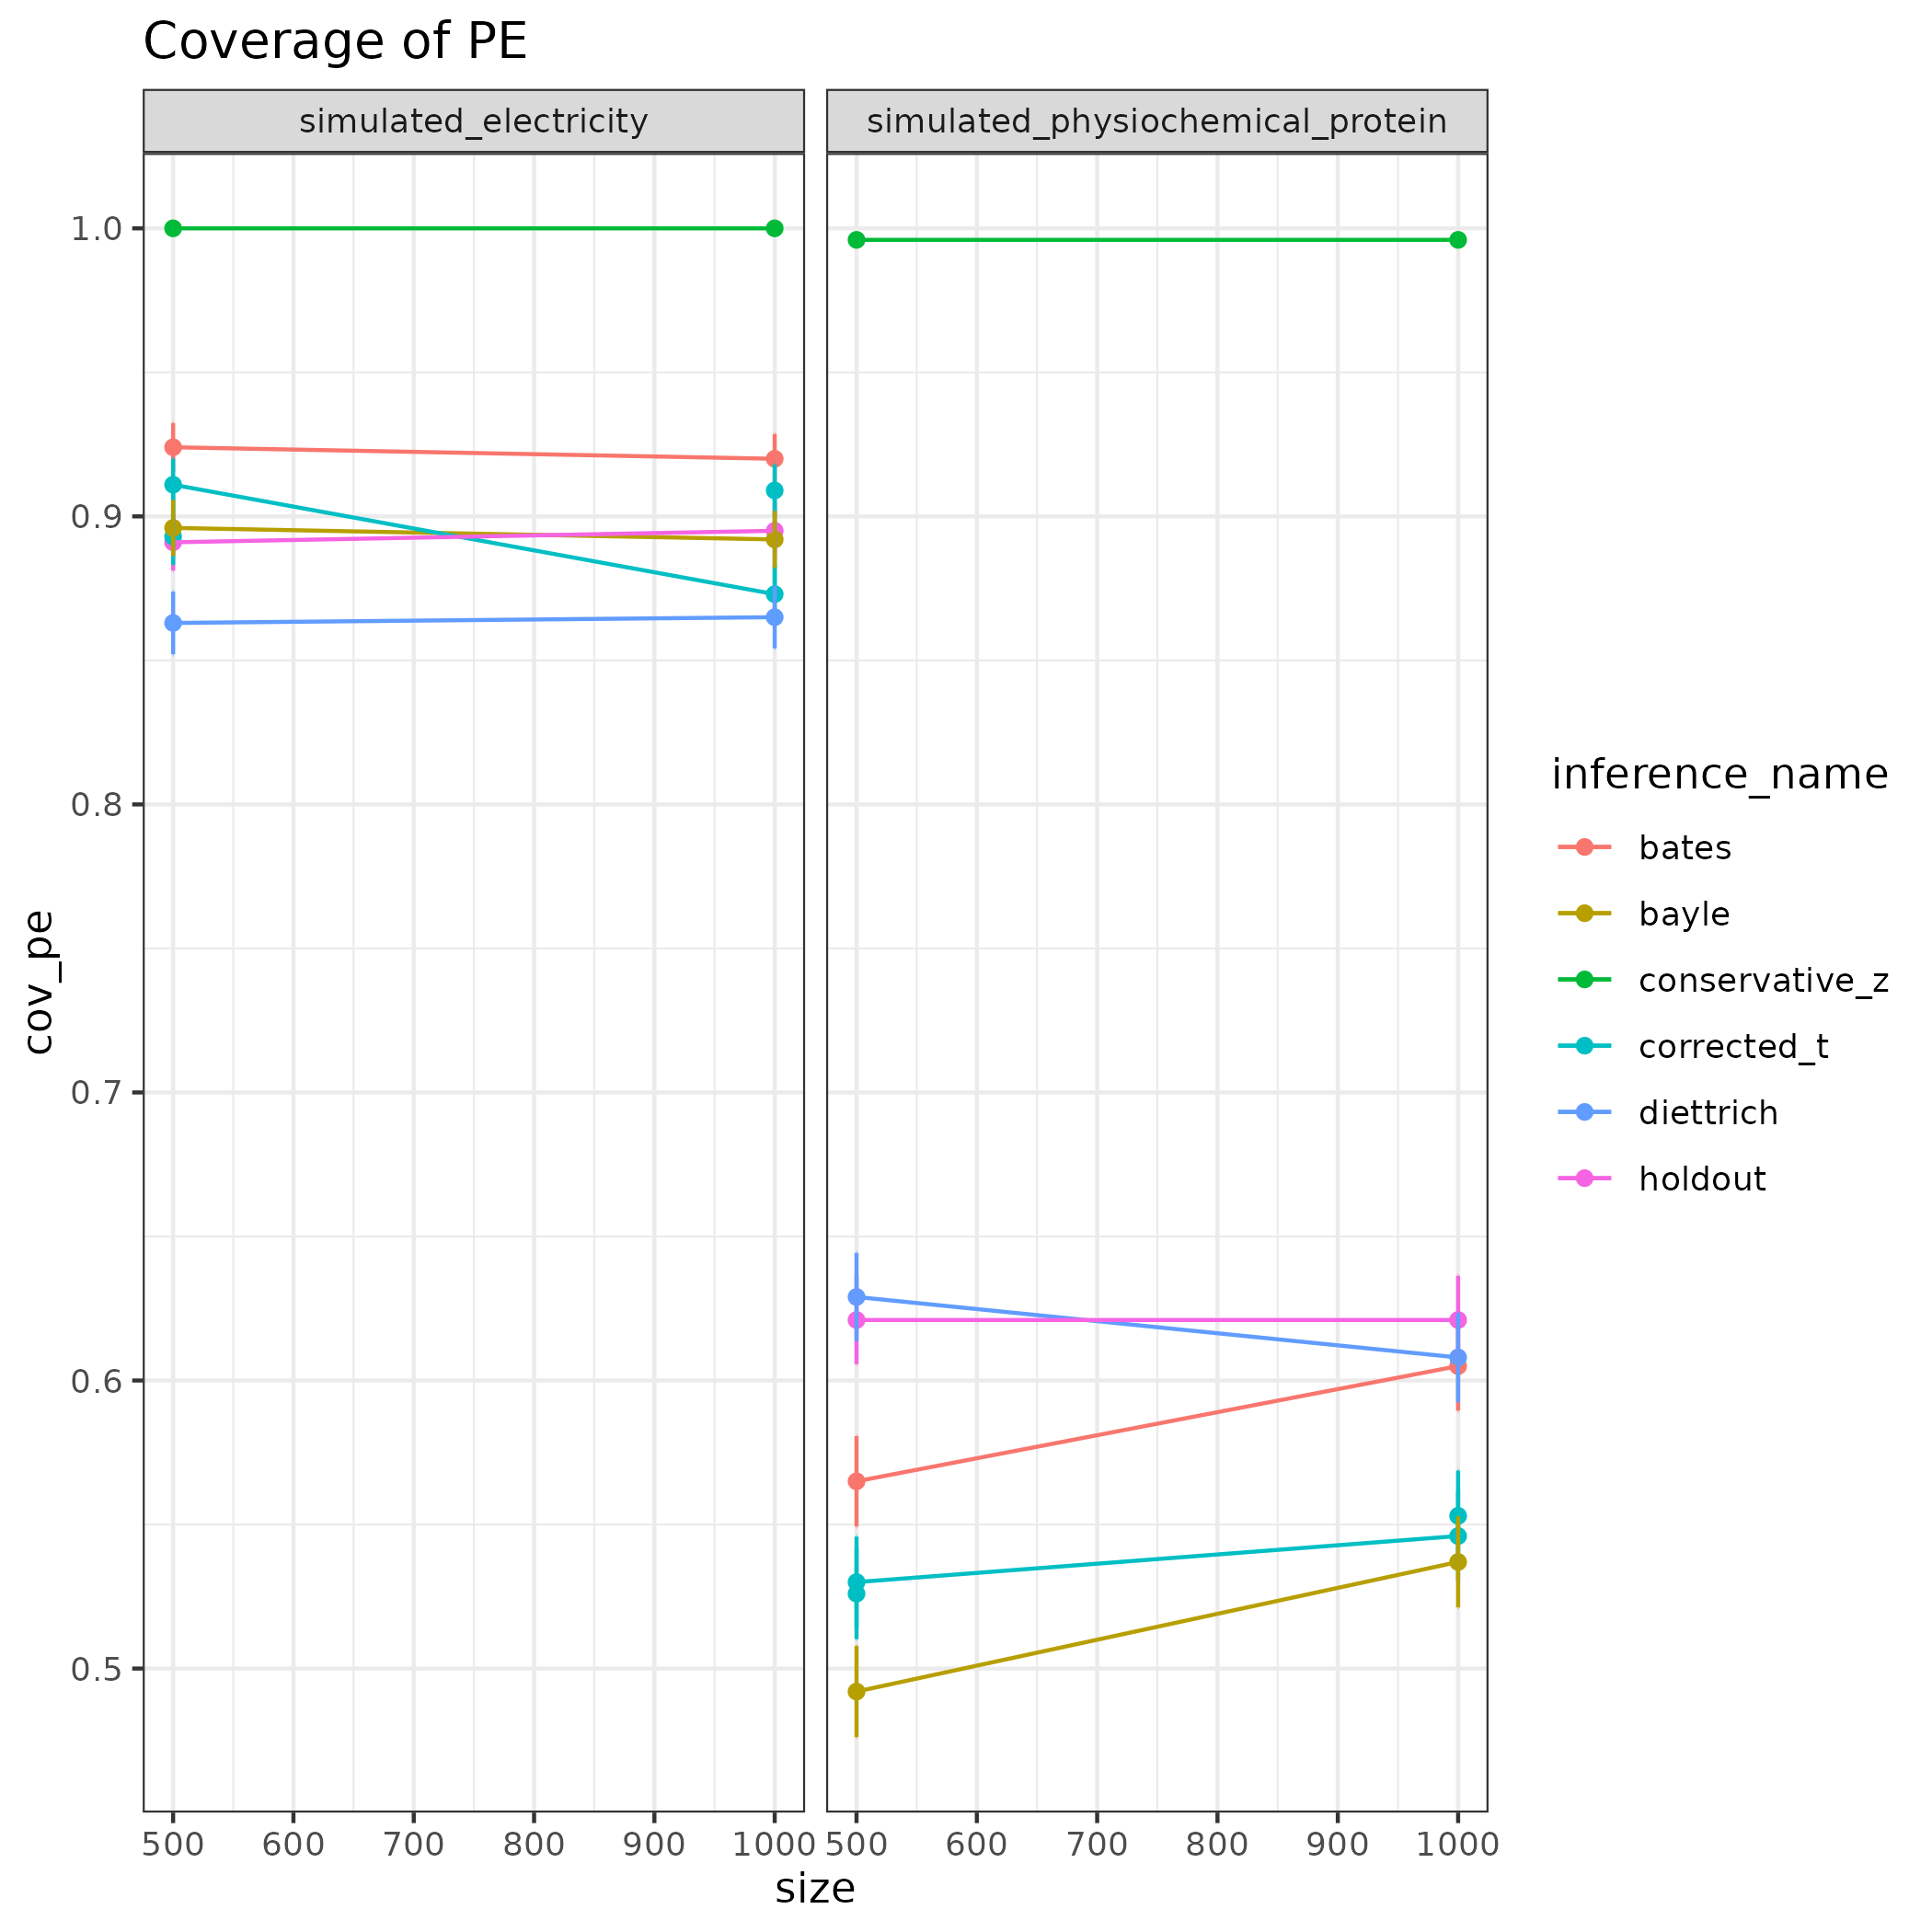 Coverage of PE
simulated_electricity
simulated_physiochemical_protein
cov_pe
1.0
0.9
0.8
0.7
0.6
0.5
500 600 700 800 900 1000
500 600 700 800 900 1000
size
inference_name
bates
bayle
conservative_z
corrected_t
diettrich
holdout